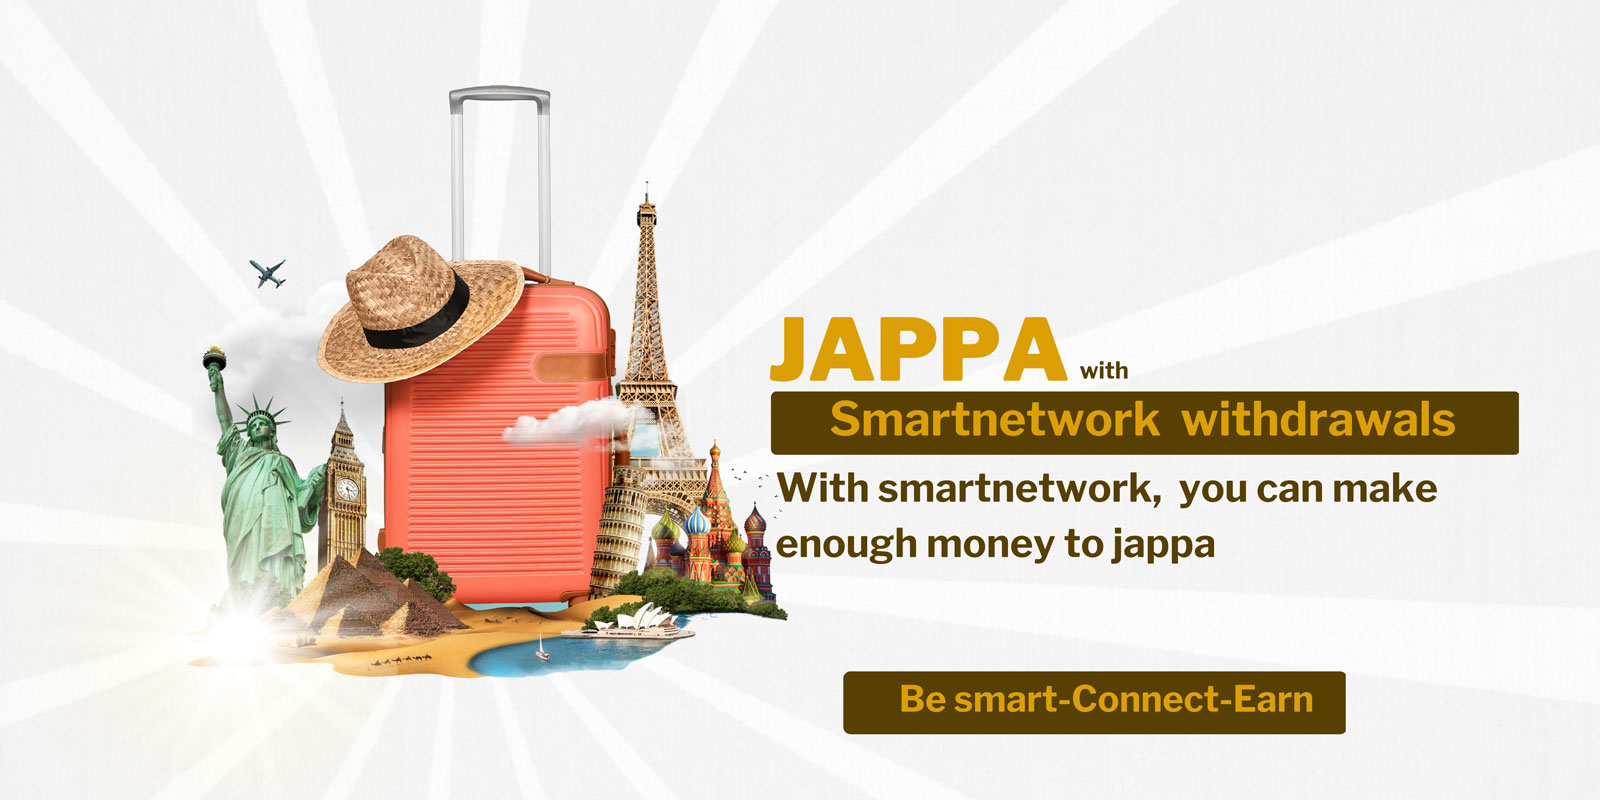 JAPPA with
Smartnetwork withdrawals
With smartnetwork, you can make
enough money to jappa
Be smart-Connect-Earn